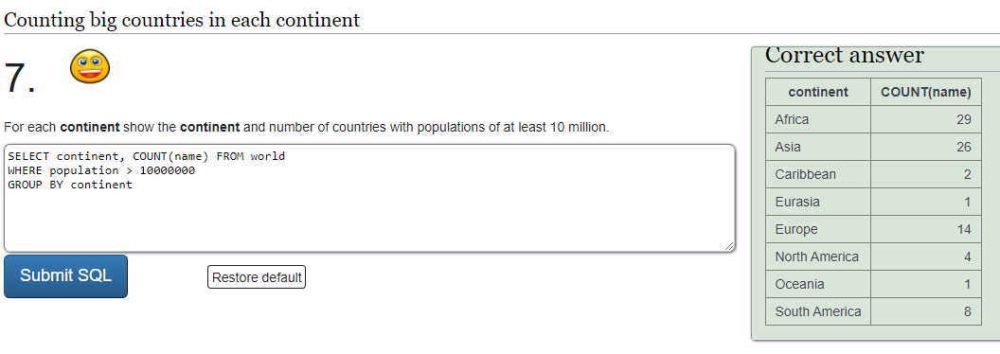 Counting big countries in each continent
7.
For each continent show the continent and number of countries with populations of at least 10 million.
SELECT continent, COUNT(name) FROM world
WHERE population > 10000000
GROUP BY continent
Submit SQL
Restore default
Correct answer
continent COUNT(name)
Africa 29
Asia 26
Caribbean 2
Eurasia 1
Europe 14
North America 4
Oceania 1
South America 8